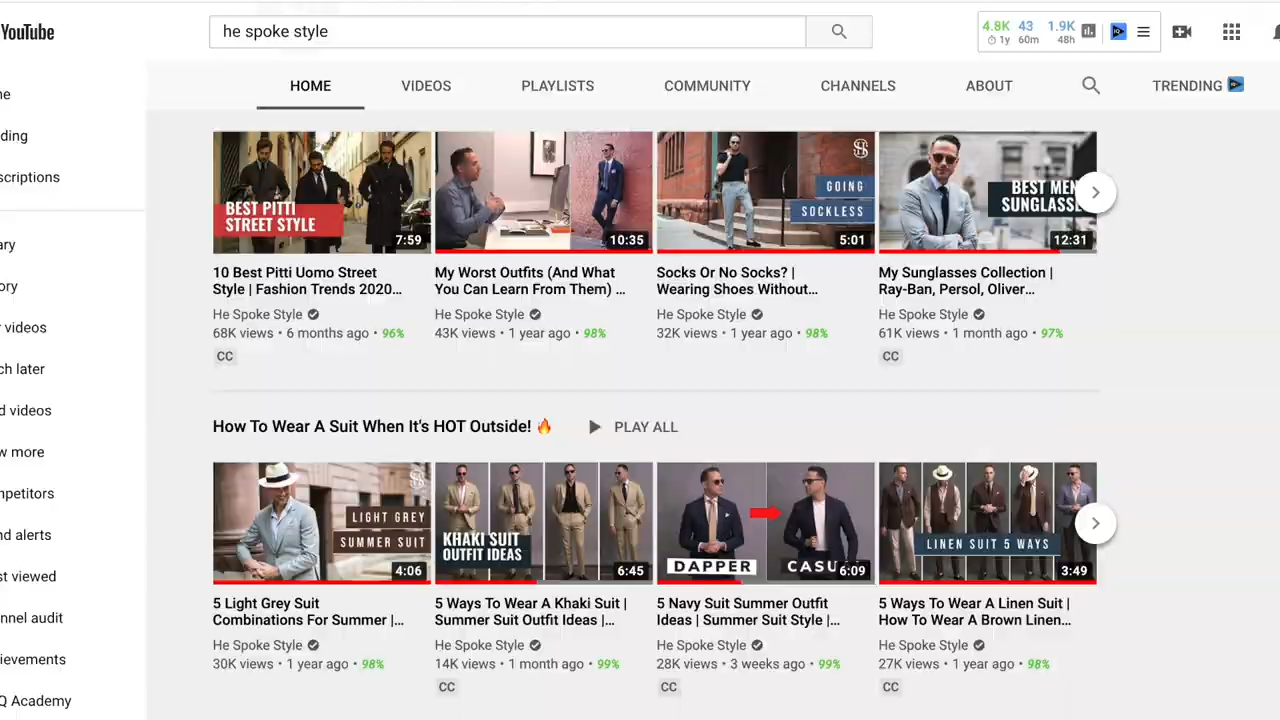 YouTube
he spoke style
4.8K 43 1.9K
1y 60m 48h
HOME VIDEOS PLAYLISTS COMMUNITY CHANNELS ABOUT TRENDING
ne
ding
scriptions
ary
ory
r videos
ch later
d videos
w more
npetitors
nd alerts
st viewed
nnel audit
ievements
Q Academy
BEST PITTI
STREET STYLE
7:59
10:35
GOING
SOCKLESS
5:01
BEST MEN
SUNGLASSE
12:31
10 Best Pitti Uomo Street
Style | Fashion Trends 2020...
He Spoke Style
68K views • 6 months ago • 96%
CC
My Worst Outfits (And What
You Can Learn From Them) ...
He Spoke Style
43K views • 1 year ago • 98%
Socks Or No Socks? |
Wearing Shoes Without...
He Spoke Style
32K views • 1 year ago • 98%
My Sunglasses Collection |
Ray-Ban, Persol, Oliver...
He Spoke Style
61K views • 1 month ago • 97%
CC
How To Wear A Suit When It's HOT Outside! 🔥 PLAY ALL
LIGHT GREY
SUMMER SUIT
4:06
KHAKI SUIT
OUTFIT IDEAS
6:45
DAPPER CASU
6:09
LINEN SUIT 5 WAYS
3:49
5 Light Grey Suit
Combinations For Summer |...
He Spoke Style
30K views • 1 year ago • 98%
5 Ways To Wear A Khaki Suit |
Summer Suit Outfit Ideas |...
He Spoke Style
14K views • 1 month ago • 99%
CC
5 Navy Suit Summer Outfit
Ideas | Summer Suit Style |...
He Spoke Style
28K views • 3 weeks ago • 99%
CC
5 Ways To Wear A Linen Suit |
How To Wear A Brown Linen...
He Spoke Style
27K views • 1 year ago • 98%
CC